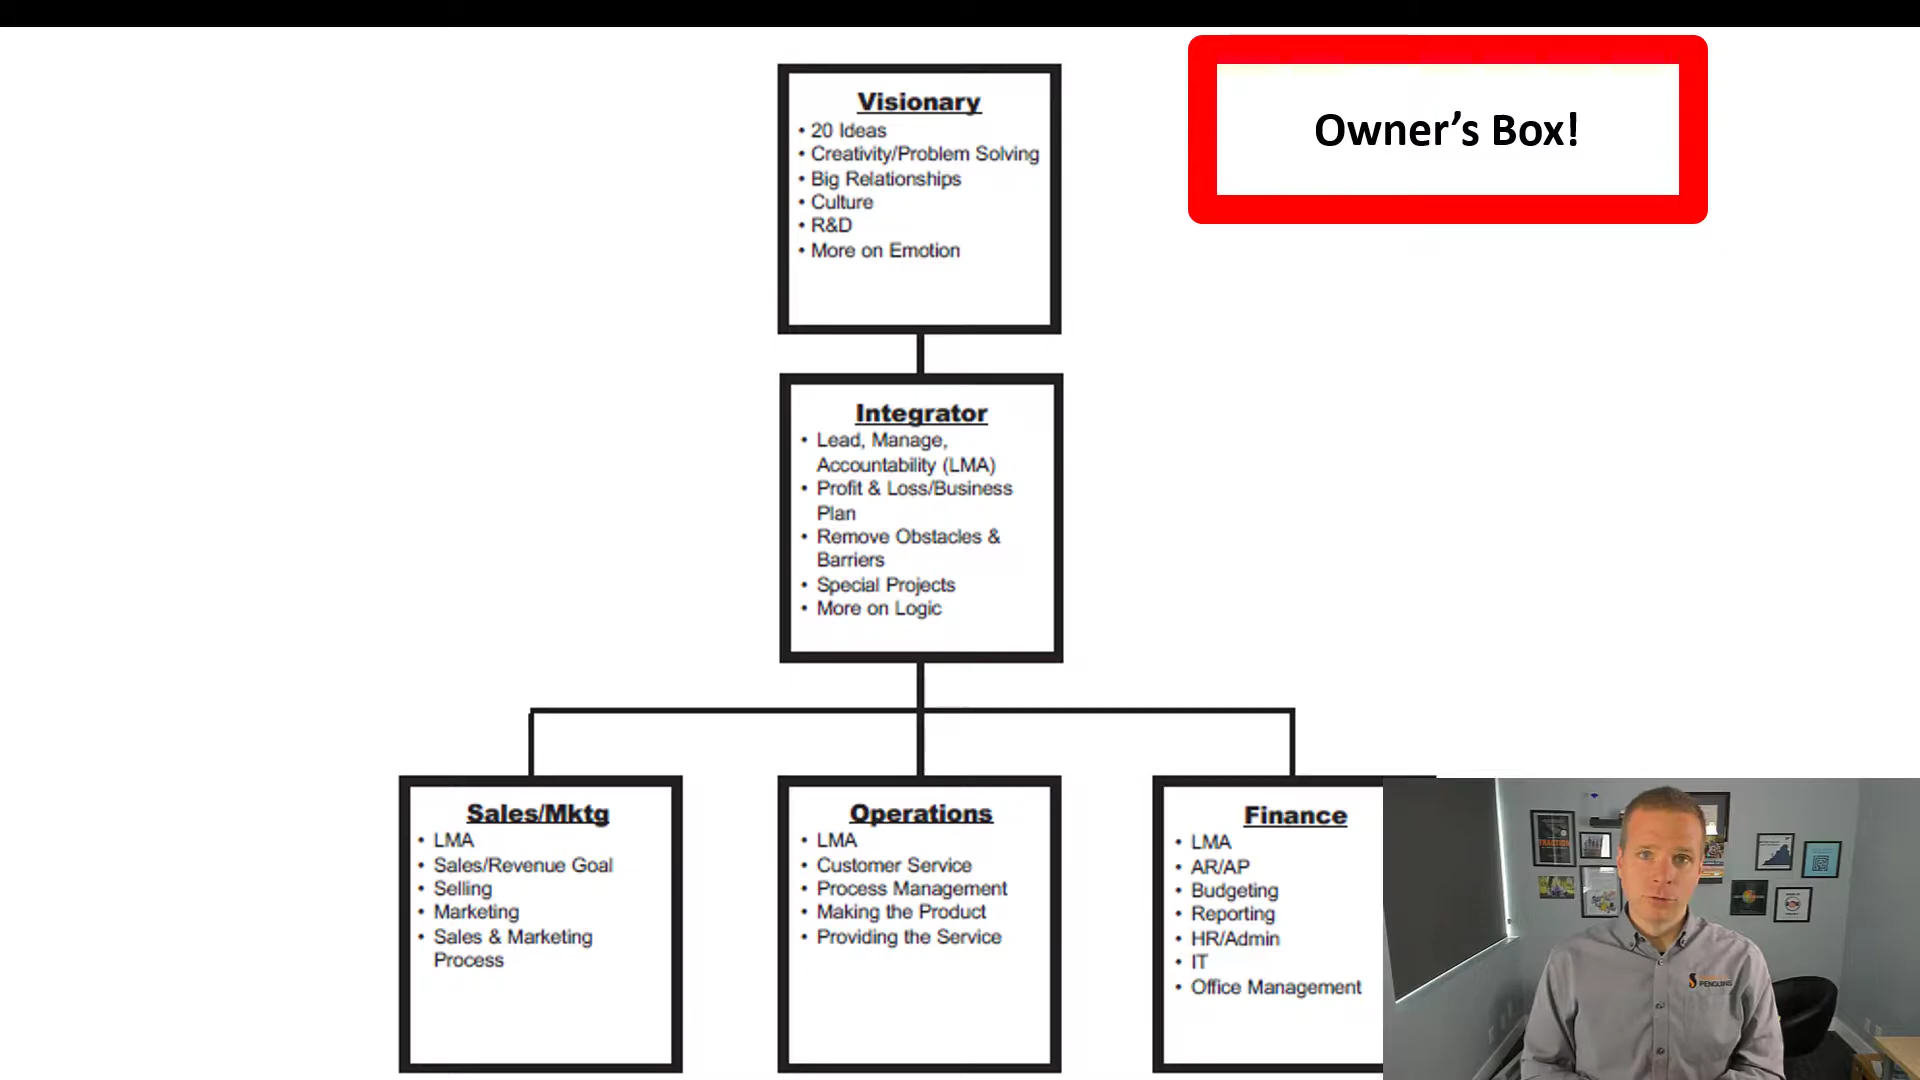 Owner’s Box!
Visionary
• 20 Ideas
• Creativity/Problem Solving
• Big Relationships
• Culture
• R&D
• More on Emotion
Integrator
• Lead, Manage,
Accountability (LMA)
• Profit & Loss/Business
Plan
• Remove Obstacles &
Barriers
• Special Projects
• More on Logic
Sales/Mktg
• LMA
• Sales/Revenue Goal
• Selling
• Marketing
• Sales & Marketing
Process
Operations
• LMA
• Customer Service
• Process Management
• Making the Product
• Providing the Service
Finance
• LMA
• AR/AP
• Budgeting
• Reporting
• HR/Admin
• IT
• Office Management
TRACTION
PENGUINS